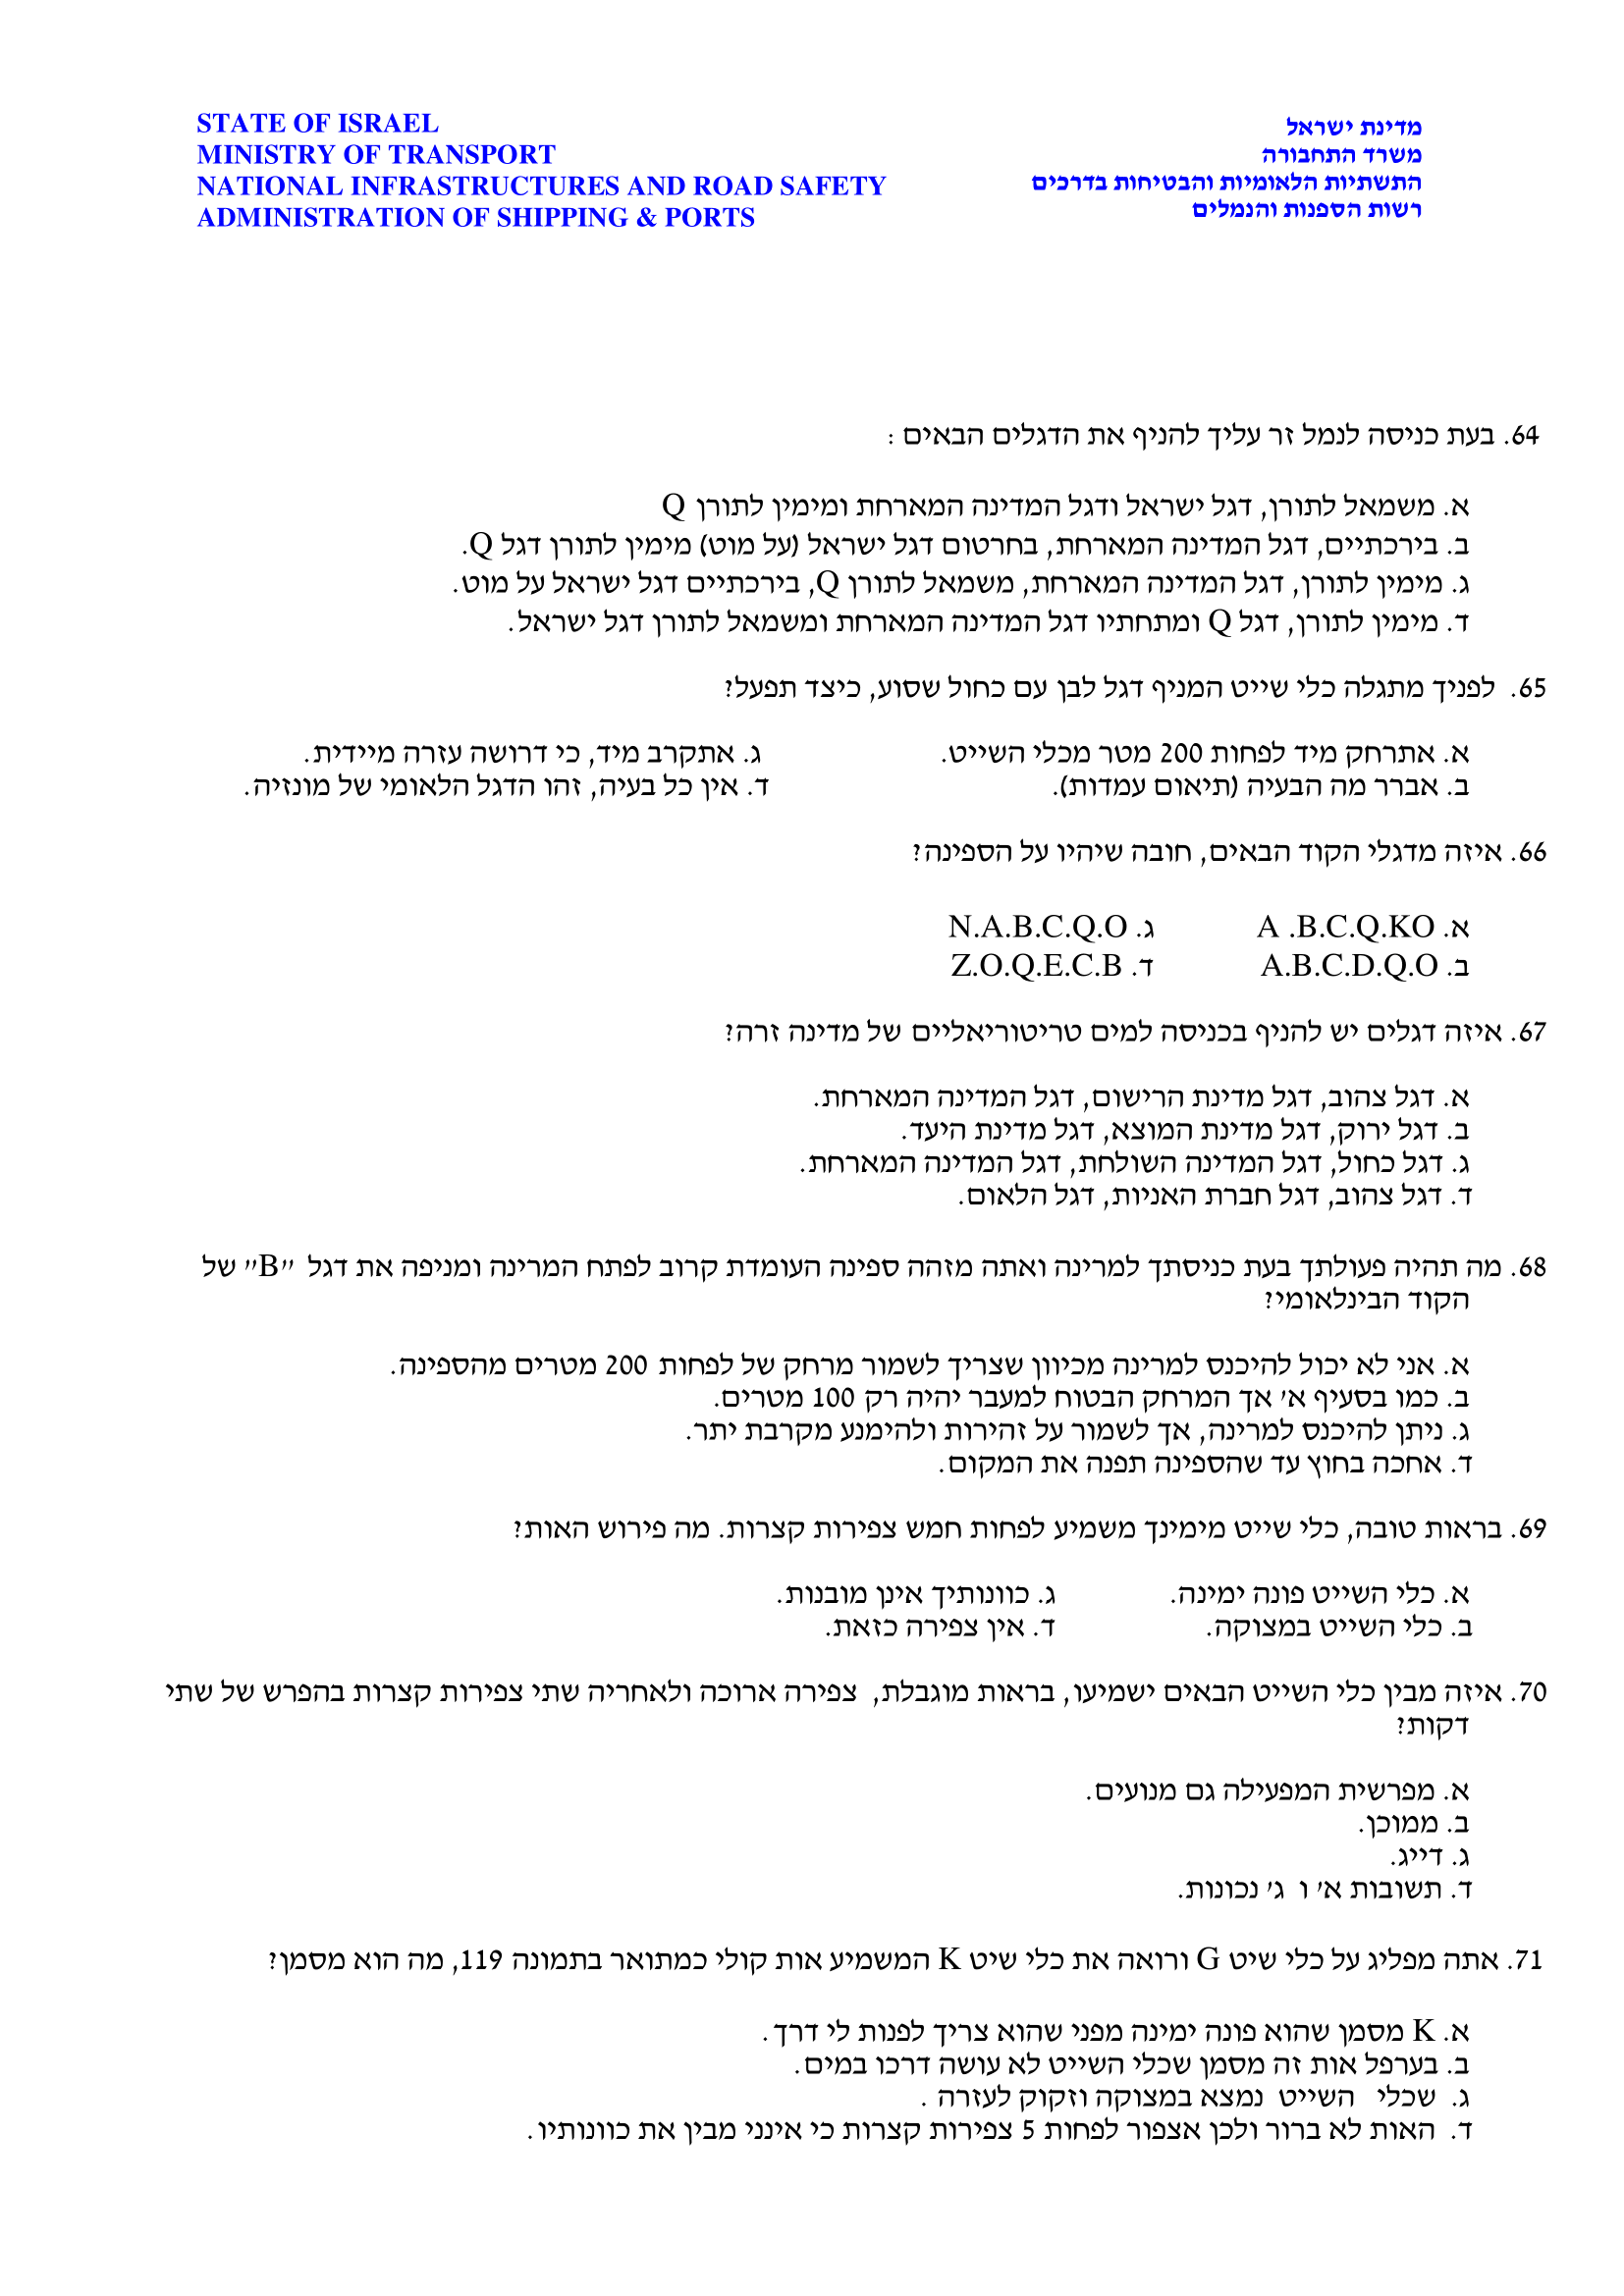 STATE OF ISRAEL
MINISTRY OF TRANSPORT
NATIONAL INFRASTRUCTURES AND ROAD SAFETY
ADMINISTRATION OF SHIPPING & PORTS
מדינת ישראל
משרד התחבורה
התשתיות הלאומיות והבטיחות בדרכים
רשות הספנות והנמלים
64. בעת כניסה לנמל זר עליך להניף את הדגלים הבאים :
א. משמאל לתורן, דגל ישראל ודגל המדינה המארחת ומימין לתורן Q
ב. בירכתיים, דגל המדינה המארחת, בחרטום דגל ישראל (על מוט) מימין לתורן דגל Q.
ג. מימין לתורן, דגל המדינה המארחת, משמאל לתורן Q, בירכתיים דגל ישראל על מוט.
ד. מימין לתורן, דגל Q ומתחתיו דגל המדינה המארחת ומשמאל לתורן דגל ישראל.
65. לפניך מתגלה כלי שייט המניף דגל לבן עם כחול שסוע, כיצד תפעל?
א. אתרחק מיד לפחות 200 מטר מכלי השייט. ג. אתקרב מיד, כי דרושה עזרה מיידית.
ב. אברר מה הבעיה (תיאום עמדות). ד. אין כל בעיה, זהו הדגל הלאומי של מונזיה.
66. איזה מדגלי הקוד הבאים, חובה שיהיו על הספינה?
א. A .B.C.Q.KO ג. N.A.B.C.Q.O
ב. A.B.C.D.Q.O ד. Z.O.Q.E.C.B
67. איזה דגלים יש להניף בכניסה למים טריטוריאליים של מדינה זרה?
א. דגל צהוב, דגל מדינת הרישום, דגל המדינה המארחת.
ב. דגל ירוק, דגל מדינת המוצא, דגל מדינת היעד.
ג. דגל כחול, דגל המדינה השולחת, דגל המדינה המארחת.
ד. דגל צהוב, דגל חברת האניות, דגל הלאום.
68. מה תהיה פעולתך בעת כניסתך למרינה ואתה מזהה ספינה העומדת קרוב לפתח המרינה ומניפה את דגל "B" של
הקוד הבינלאומי?
א. אני לא יכול להיכנס למרינה מכיוון שצריך לשמור מרחק של לפחות 200 מטרים מהספינה.
ב. כמו בסעיף א' אך המרחק הבטוח למעבר יהיה רק 100 מטרים.
ג. ניתן להיכנס למרינה, אך לשמור על זהירות ולהימנע מקרבת יתר.
ד. אחכה בחוץ עד שהספינה תפנה את המקום.
69. בראות טובה, כלי שייט מימינך משמיע לפחות חמש צפירות קצרות. מה פירוש האות?
א. כלי השייט פונה ימינה. ג. כוונותיך אינן מובנות.
ב. כלי השייט במצוקה. ד. אין צפירה כזאת.
70. איזה מבין כלי השייט הבאים ישמיעו, בראות מוגבלת, צפירה ארוכה ולאחריה שתי צפירות קצרות בהפרש של שתי
דקות?
א. מפרשית המפעילה גם מנועים.
ב. ממוכן.
ג. דייג.
ד. תשובות א' ו ג' נכונות.
71. אתה מפליג על כלי שיט G ורואה את כלי שיט K המשמיע אות קולי כמתואר בתמונה 119, מה הוא מסמן?
א. K מסמן שהוא פונה ימינה מפני שהוא צריך לפנות לי דרך.
ב. בערפל אות זה מסמן שכלי השייט לא עושה דרכו במים.
ג. שכלי השייט נמצא במצוקה וזקוק לעזרה .
ד. האות לא ברור ולכן אצפור לפחות 5 צפירות קצרות כי אינני מבין את כוונותיו.